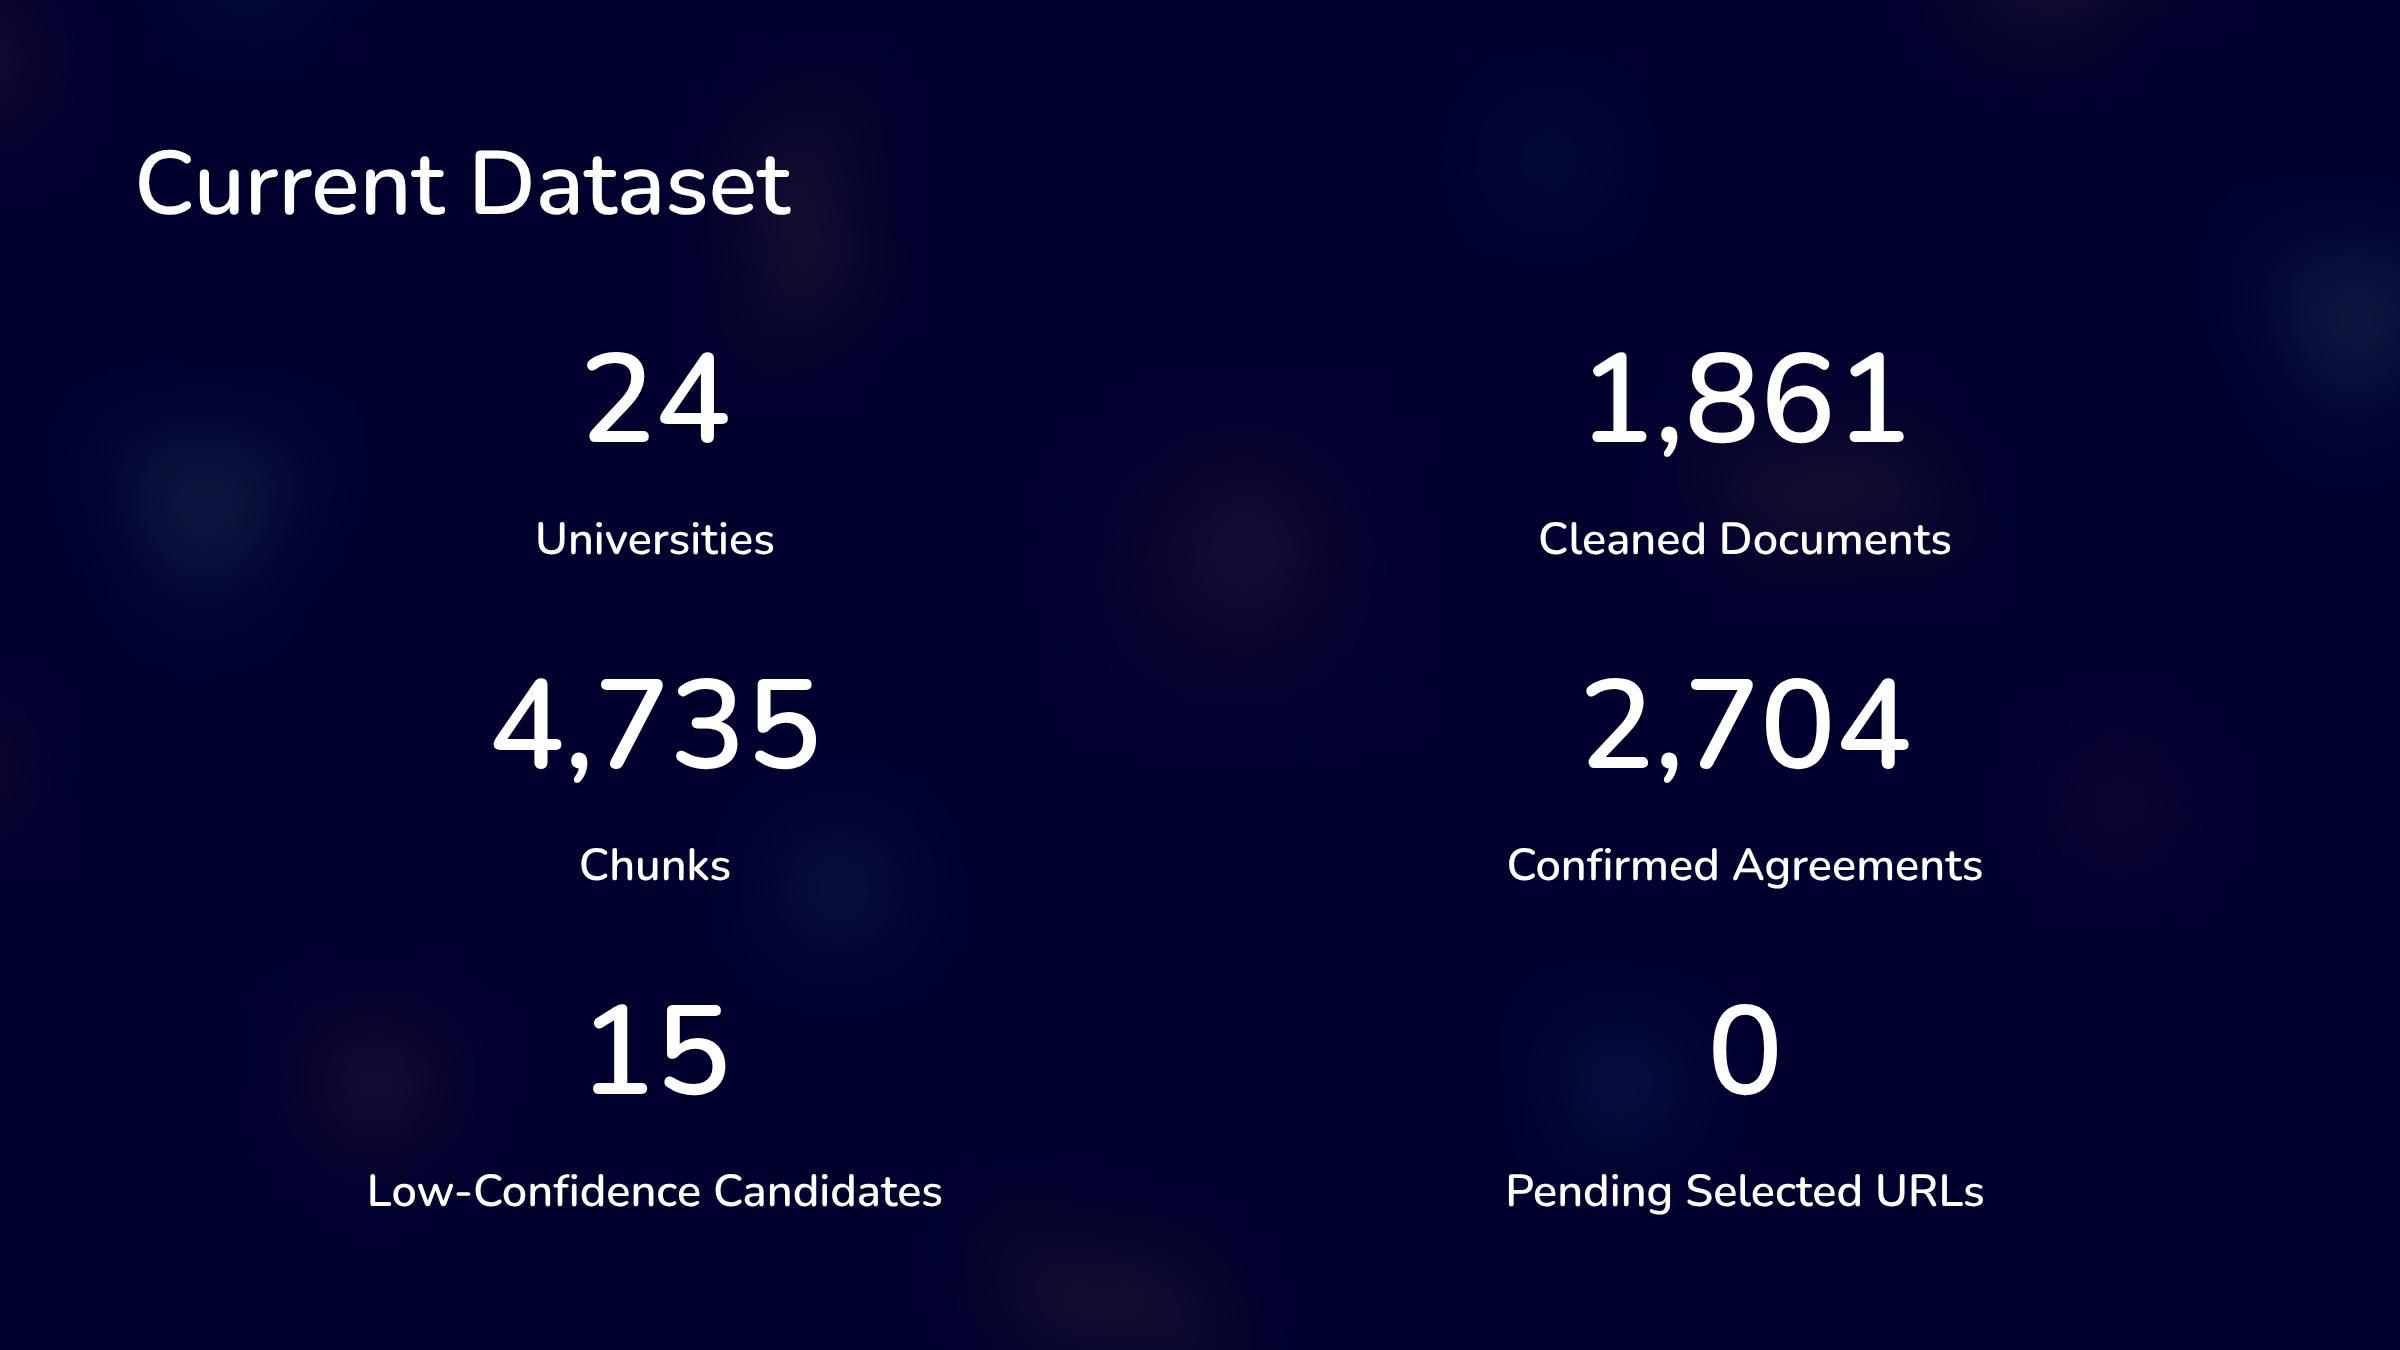 Current Dataset
24
1,861
Universities
Cleaned Documents
4,735
2,704
Chunks
Confirmed Agreements
15
0
Low-Confidence Candidates
Pending Selected URLs